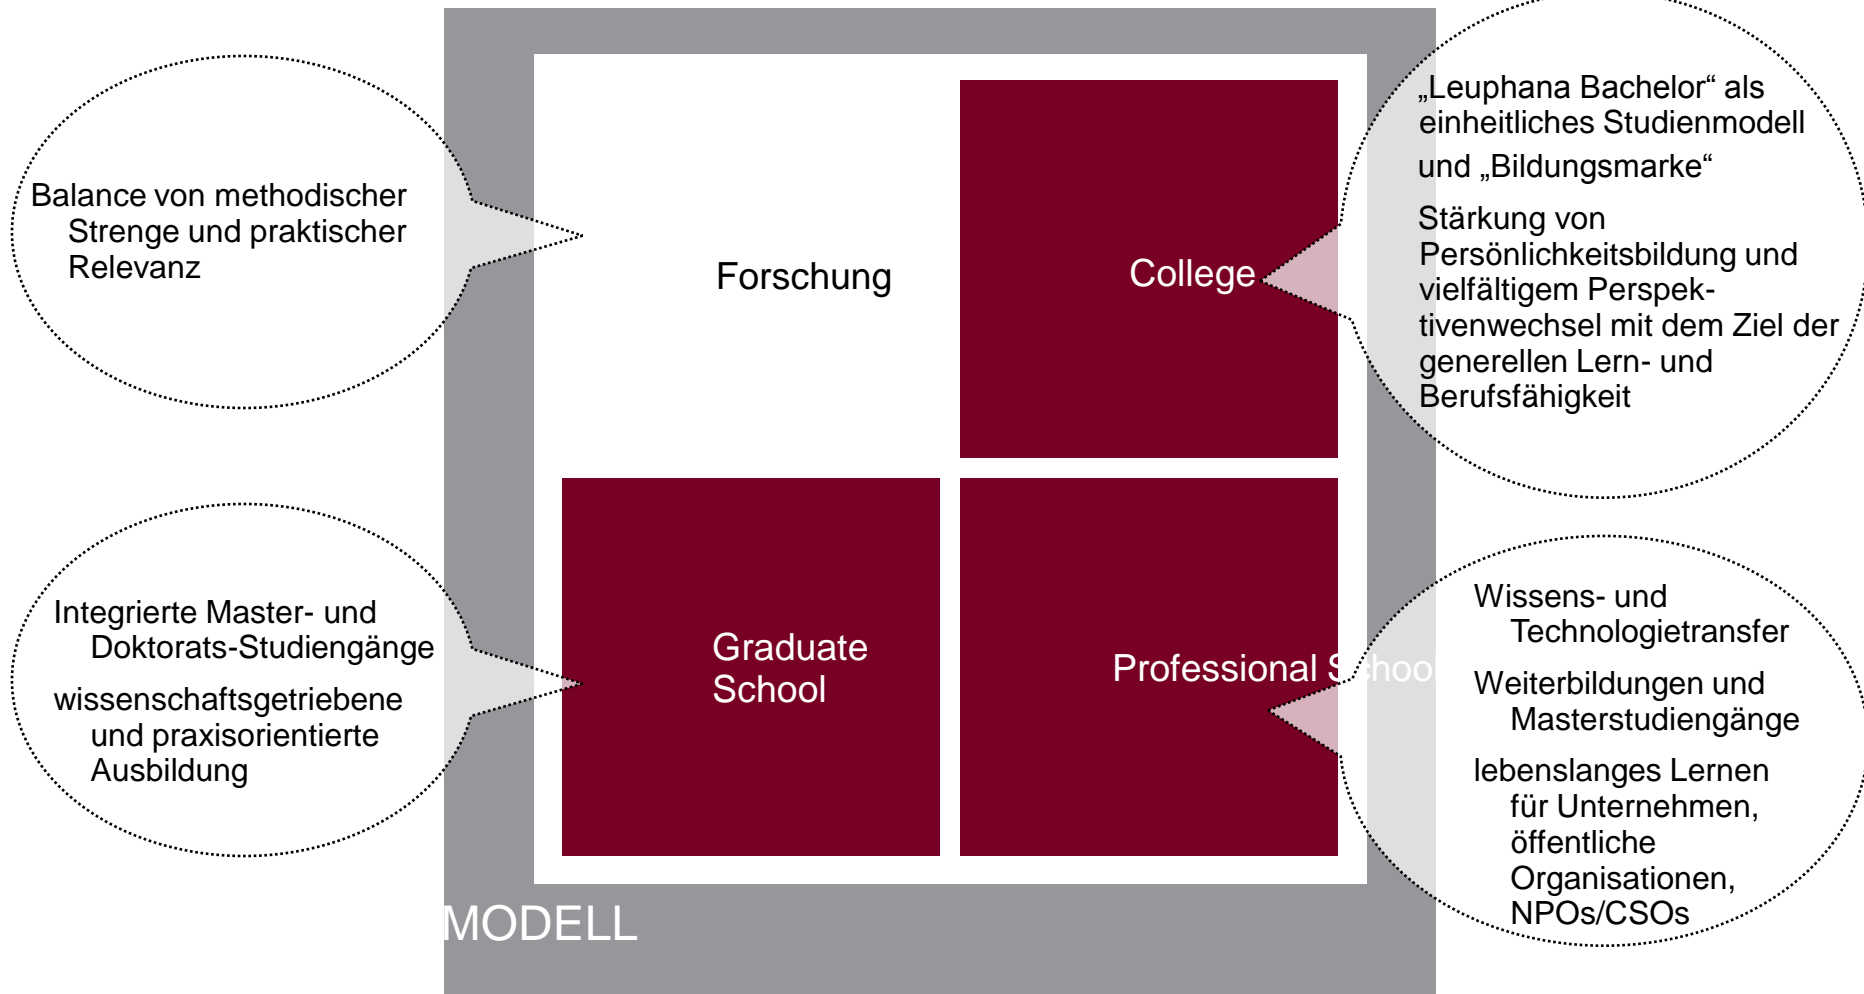 Balance von methodischer
Strenge und praktischer
Relevanz
Forschung
College
„Leuphana Bachelor“ als
einheitliches Studienmodell
und „Bildungsmarke“
Stärkung von
Persönlichkeitsbildung und
vielfältigem Perspek-
tivenwechsel mit dem Ziel der
generellen Lern- und
Berufsfähigkeit
Integrierte Master- und
Doktorats-Studiengänge
wissenschaftsgetriebene
und praxisorientierte
Ausbildung
Graduate
School
Professional School
Wissens- und
Technologietransfer
Weiterbildungen und
Masterstudiengänge
lebenslanges Lernen
für Unternehmen,
öffentliche
Organisationen,
NPOs/CSOs
MODELL